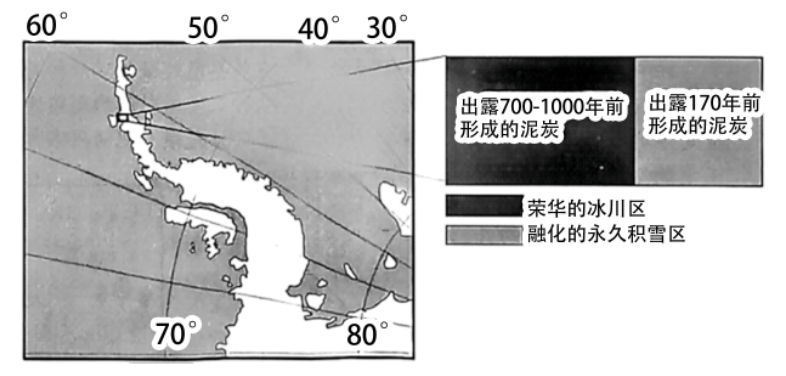 60°
50°
40°
30°
出露700-1000年前
形成的泥炭
出露170年前
形成的泥炭
荣华的冰川区
融化的永久积雪区
70°
80°